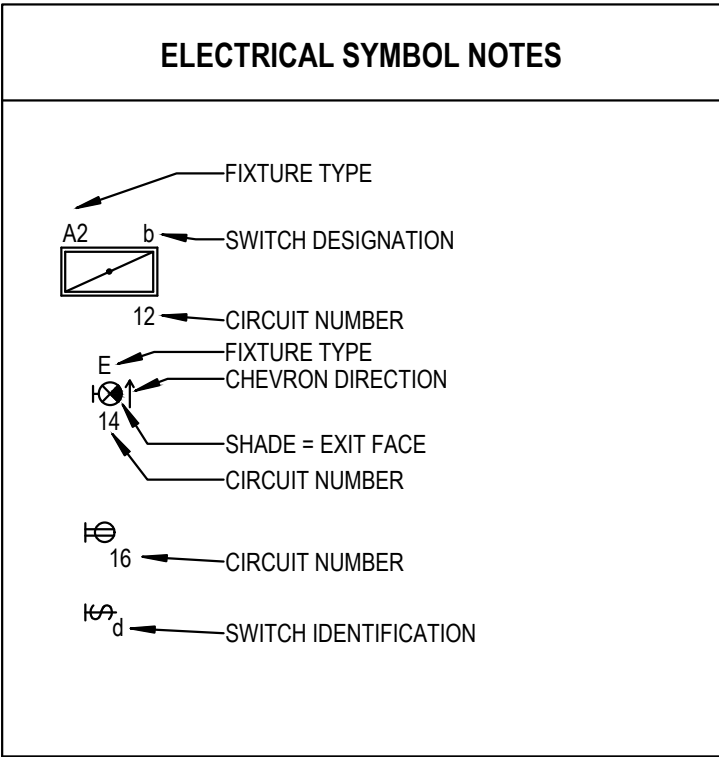 ELECTRICAL SYMBOL NOTES
FIXTURE TYPE
A2 b SWITCH DESIGNATION
12 CIRCUIT NUMBER
E FIXTURE TYPE
CHEVRON DIRECTION
14
SHADE = EXIT FACE
CIRCUIT NUMBER
16 CIRCUIT NUMBER
d SWITCH IDENTIFICATION